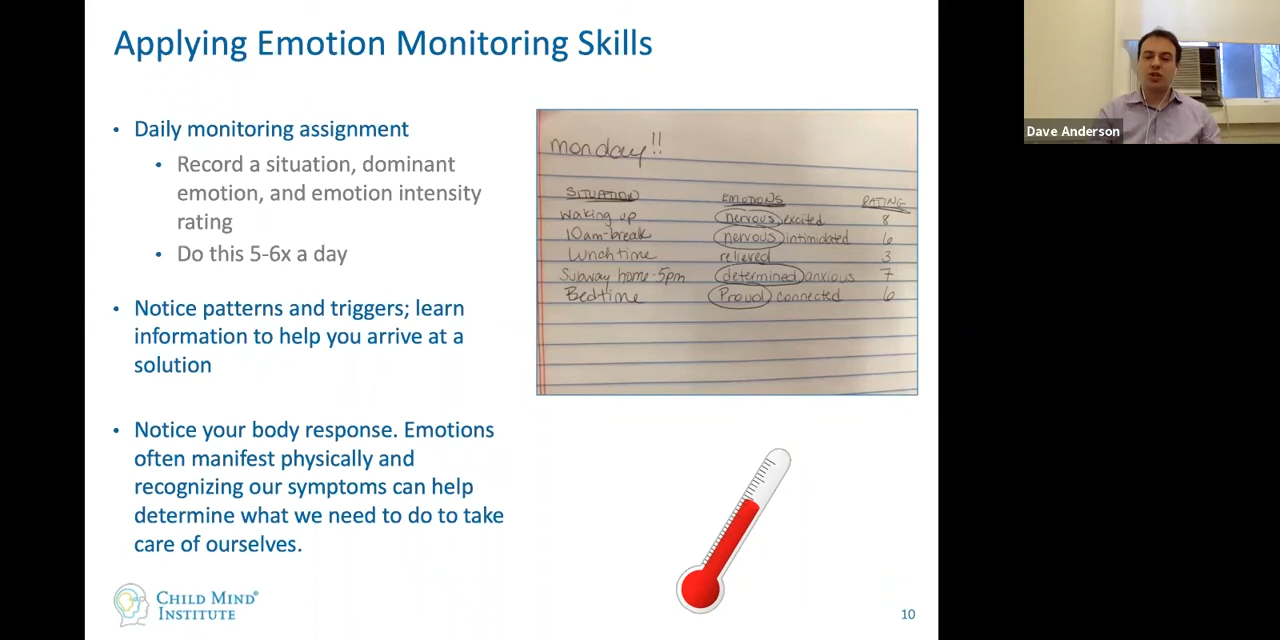 Applying Emotion Monitoring Skills
• Daily monitoring assignment
• Record a situation, dominant
emotion, and emotion intensity
rating
• Do this 5-6x a day
• Notice patterns and triggers; learn
information to help you arrive at a
solution
• Notice your body response. Emotions
often manifest physically and
recognizing our symptoms can help
determine what we need to do to take
care of ourselves.
monday!!
SITUATION EMOTIONS RATING
waking up nervous, excited 8
10am-break nervous, intimidated 6
Lunchtime relieved 3
Subway home-5pm determined, anxious 7
Bedtime Proud, connected 6
CHILD MIND®
INSTITUTE
10
Dave Anderson